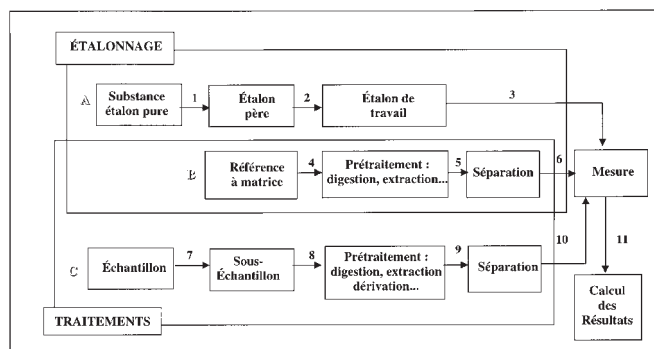 ÉTALONNAGE
A
Substance
étalon pure
1
Étalon
père
2
Étalon de
travail
3
B
Référence
à matrice
4
Prétraitement :
digestion, extraction...
5
Séparation
6
Mesure
C
Échantillon
7
Sous-
Échantillon
8
Prétraitement :
digestion, extraction
dérivation...
9
Séparation
10
11
Calcul
des
Résultats
TRAITEMENTS